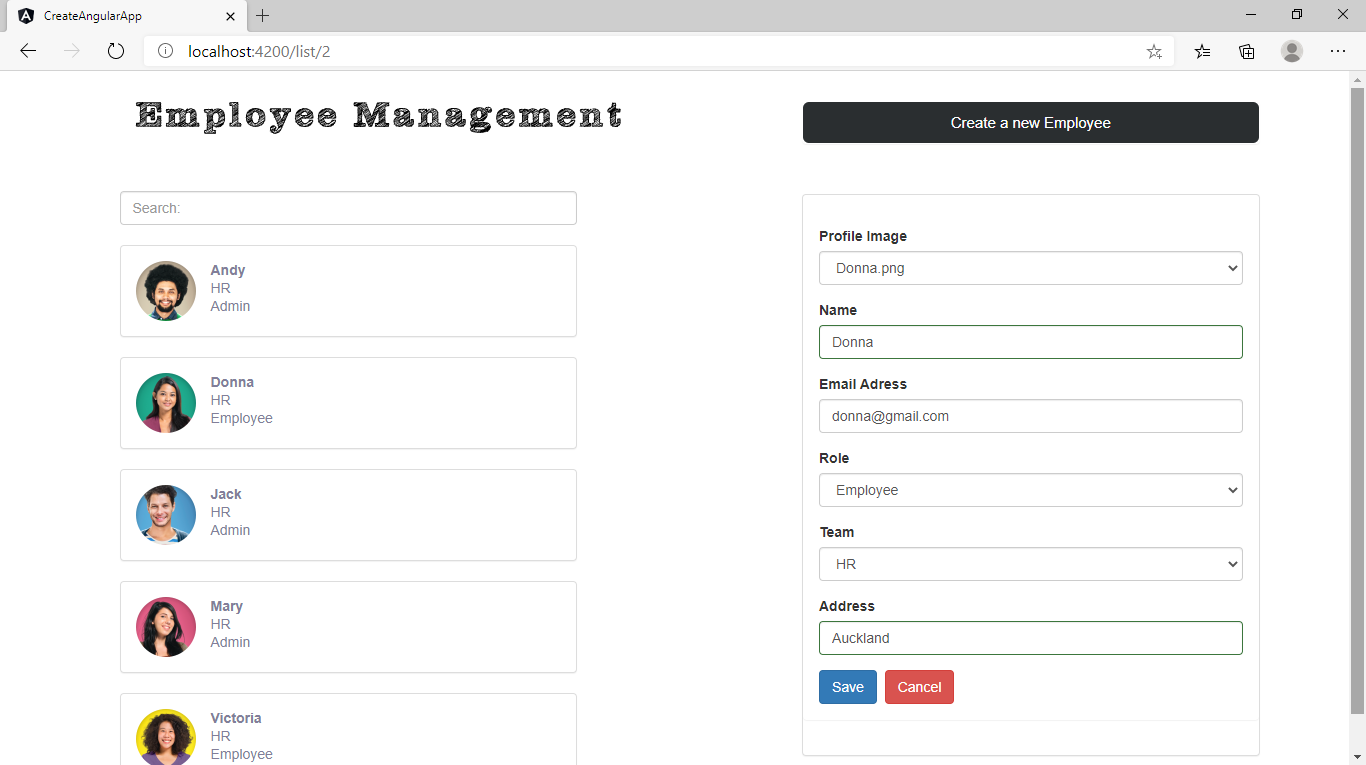 CreateAngularApp
localhost:4200/list/2
Employee Management
Create a new Employee
Search:
Andy
HR
Admin
Donna
HR
Employee
Jack
HR
Admin
Mary
HR
Admin
Victoria
HR
Employee
Profile Image
Donna.png
Name
Donna
Email Adress
donna@gmail.com
Role
Employee
Team
HR
Address
Auckland
Save Cancel